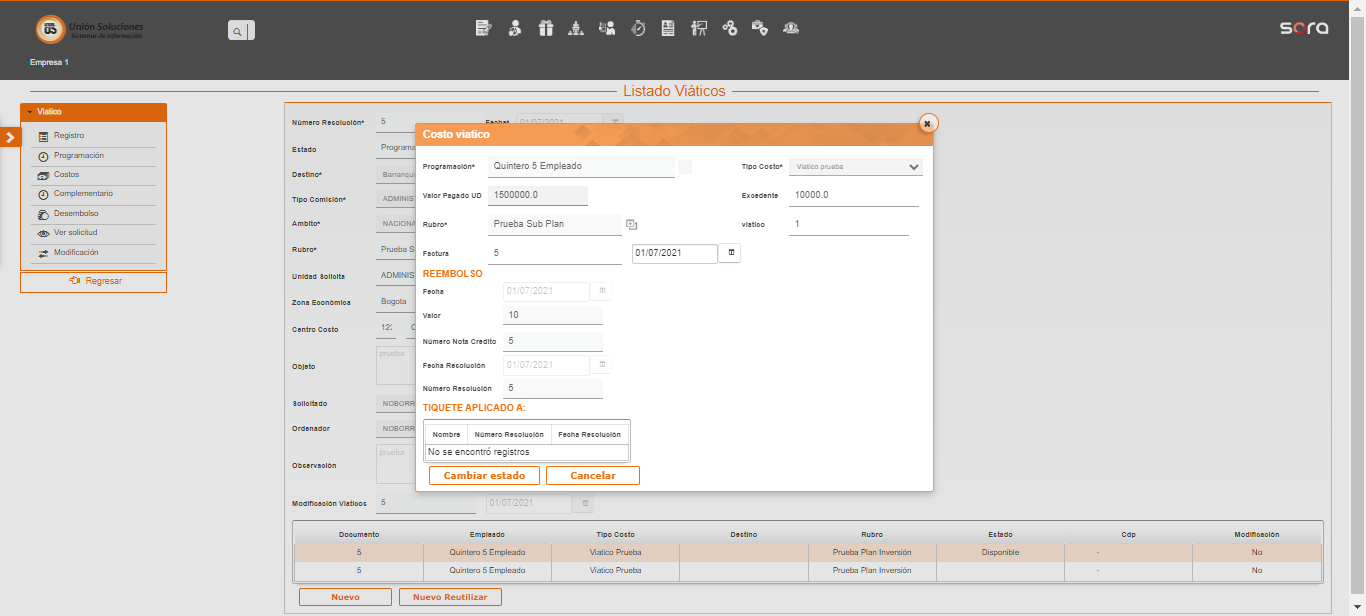 Unión Soluciones
Sistemas de Información
sora
Empresa 1
Listado Viáticos
Viatico
Registro
Programación
Costos
Complementario
Desembolso
Ver solicitud
Modificación
Regresar
Número Resolución* 5 Fecha* 01/07/2021
Estado Programa
Destino* Barranqui
Tipo Comisión* ADMINIS
Ambito* NACIONA
Rubro* Prueba S
Unidad Solicita ADMINIS
Zona Económica Bogota
Centro Costo 12
Objeto prueba
Solicitado NOBORR
Ordenador NOBORR
Observación prueba
Modificación Viaticos 5 01/07/2021
Costo viatico
Programación* Quintero 5 Empleado Tipo Costo* Viatico prueba
Valor Pagado UD 1500000.0 Excedente 10000.0
Rubro* Prueba Sub Plan viatico 1
Factura 5 01/07/2021
REEMBOLSO
Fecha 01/07/2021
Valor 10
Número Nota Credito 5
Fecha Resolución 01/07/2021
Número Resolución 5
TIQUETE APLICADO A:
Nombre Número Resolución Fecha Resolución
No se encontró registros
Cambiar estado Cancelar
Documento Empleado Tipo Costo Destino Rubro Estado Cdp Modificación
5 Quintero 5 Empleado Viatico Prueba Prueba Plan Inversión Disponible - No
5 Quintero 5 Empleado Viatico Prueba Prueba Plan Inversión - No
Nuevo Nuevo Reutilizar